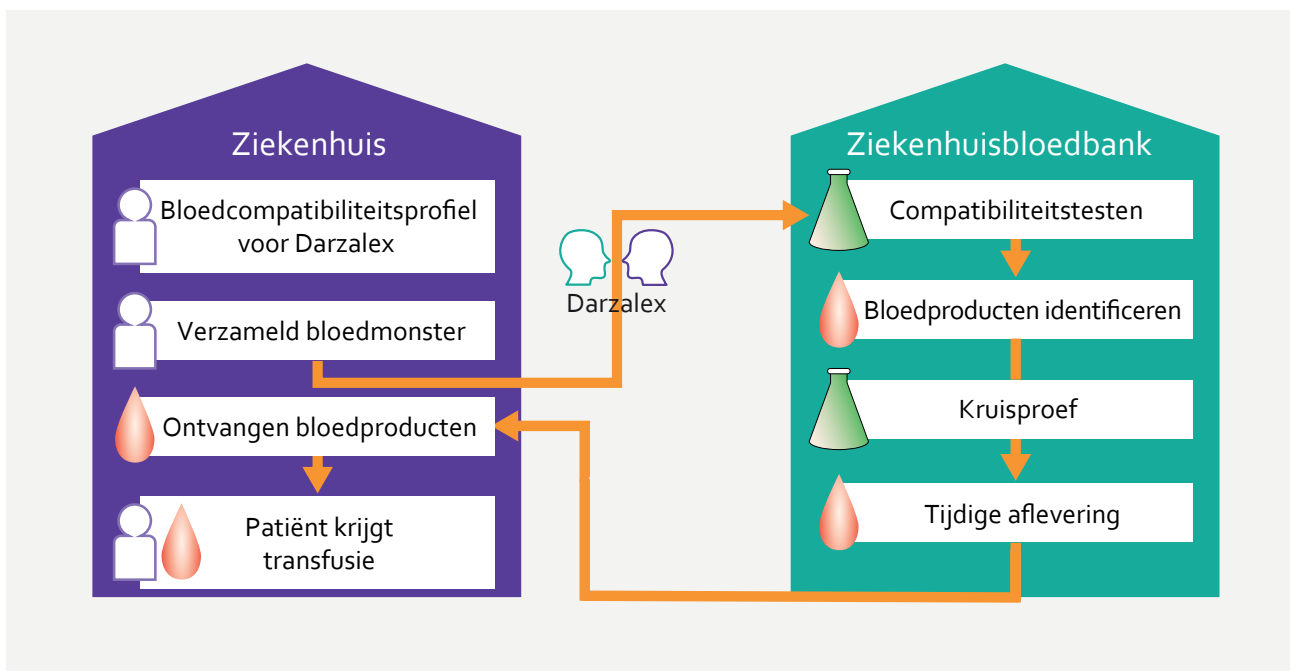 Ziekenhuis
Bloedcompatibiliteitsprofiel
voor Darzalex
Verzameld bloedmonster
Ontvangen bloedproducten
Patiënt krijgt
transfusie
Darzalex
Ziekenhuisbloedbank
Compatibiliteitstesten
Bloedproducten identificeren
Kruisproef
Tijdige aflevering